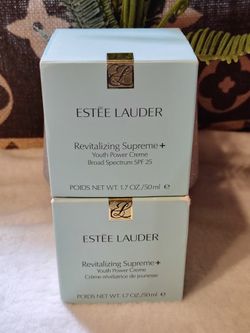 ESTĒE LAUDER
Revitalizing Supreme+
Youth Power Creme
Broad Spectrum SPF 25
POIDS NET WT. 1.7 OZ./50ml ℮
ESTĒE LAUDER
Revitalizing Supreme+
Youth Power Creme
Crème révélatrice de jeunesse
POIDS NET WT. 1.7 OZ./50ml ℮